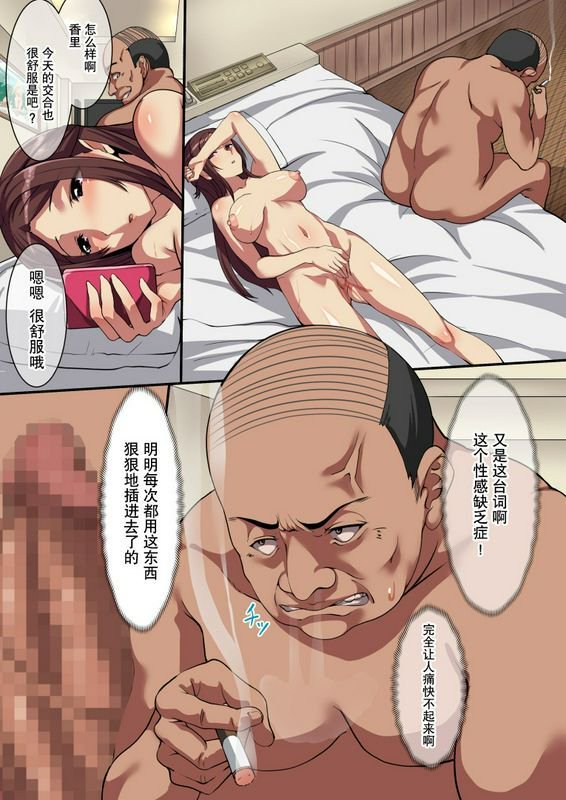 怎么样啊
香里
今天的交合也
很舒服是吧？
嗯嗯
很舒服哦
又是这台词啊
这个性感缺乏症！
明明每次都用这东西
狠狠地插进去了的
チッ
完全让人痛快不起来啊